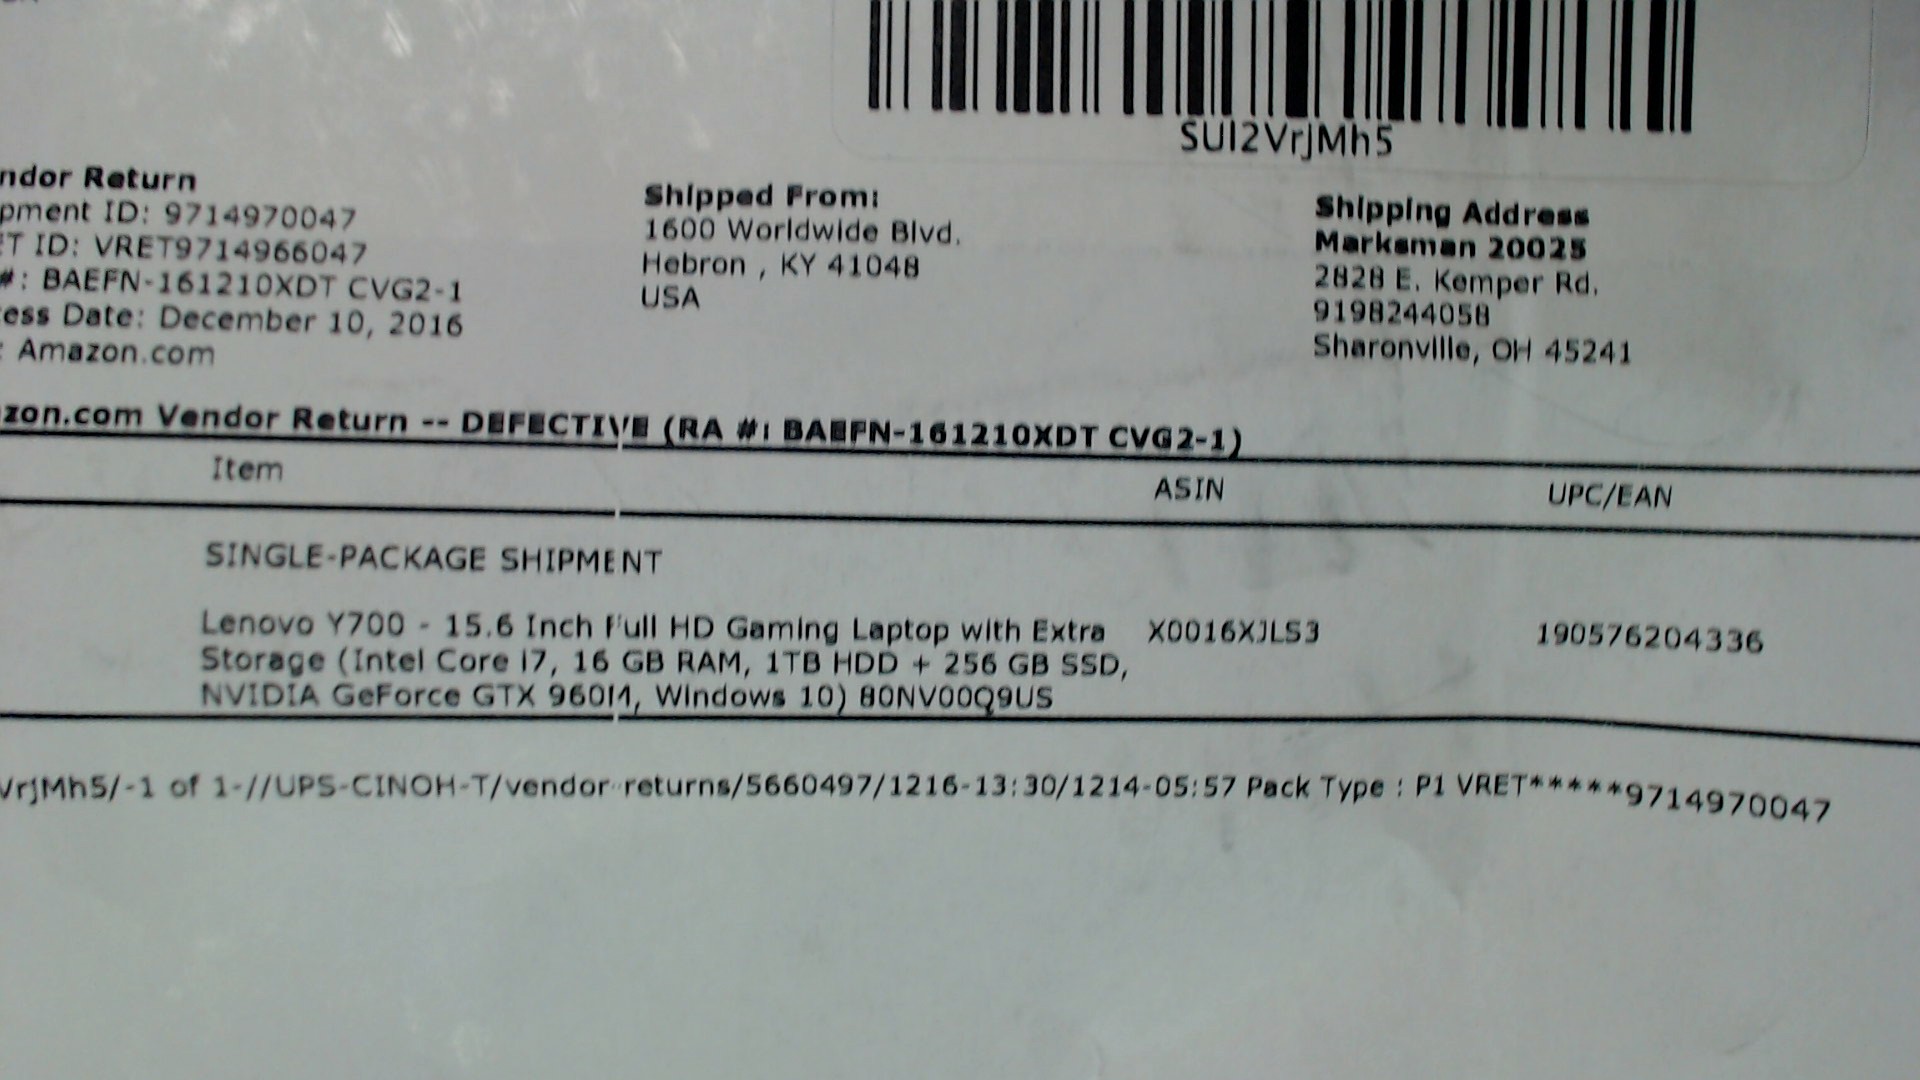 SUI2VrJMh5
ndor Return
pment ID: 9714970047
ET ID: VRET9714966047
#: BAEFN-161210XDT CVG2-1
ess Date: December 10, 2016
: Amazon.com
Shipped From:
1600 Worldwide Blvd.
Hebron , KY 41048
USA
Shipping Address
Marksman 20025
2828 E. Kemper Rd.
9198244058
Sharonville, OH 45241
zon.com Vendor Return -- DEFECTIVE (RA #: BAEFN-161210XDT CVG2-1)
Item ASIN UPC/EAN
SINGLE-PACKAGE SHIPMENT
Lenovo Y700 - 15.6 Inch Full HD Gaming Laptop with Extra X0016XJLS3 190576204336
Storage (Intel Core i7, 16 GB RAM, 1TB HDD + 256 GB SSD,
NVIDIA GeForce GTX 960M, Windows 10) 80NV00Q9US
VrJMh5/-1 of 1-//UPS-CINOH-T/vendor-returns/5660497/1216-13:30/1214-05:57 Pack Type : P1 VRET*****9714970047